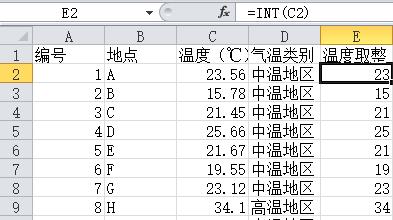 E2 fx =INT(C2)
A B C D E
1 编号 地点 温度（℃） 气温类别 温度取整
2 1 A 23.56 中温地区 23
3 2 B 15.78 中温地区 15
4 3 C 21.45 中温地区 21
5 4 D 25.66 中温地区 25
6 5 E 21.67 中温地区 21
7 6 F 19.55 中温地区 19
8 7 G 23.12 中温地区 23
9 8 H 34.1 高温地区 34